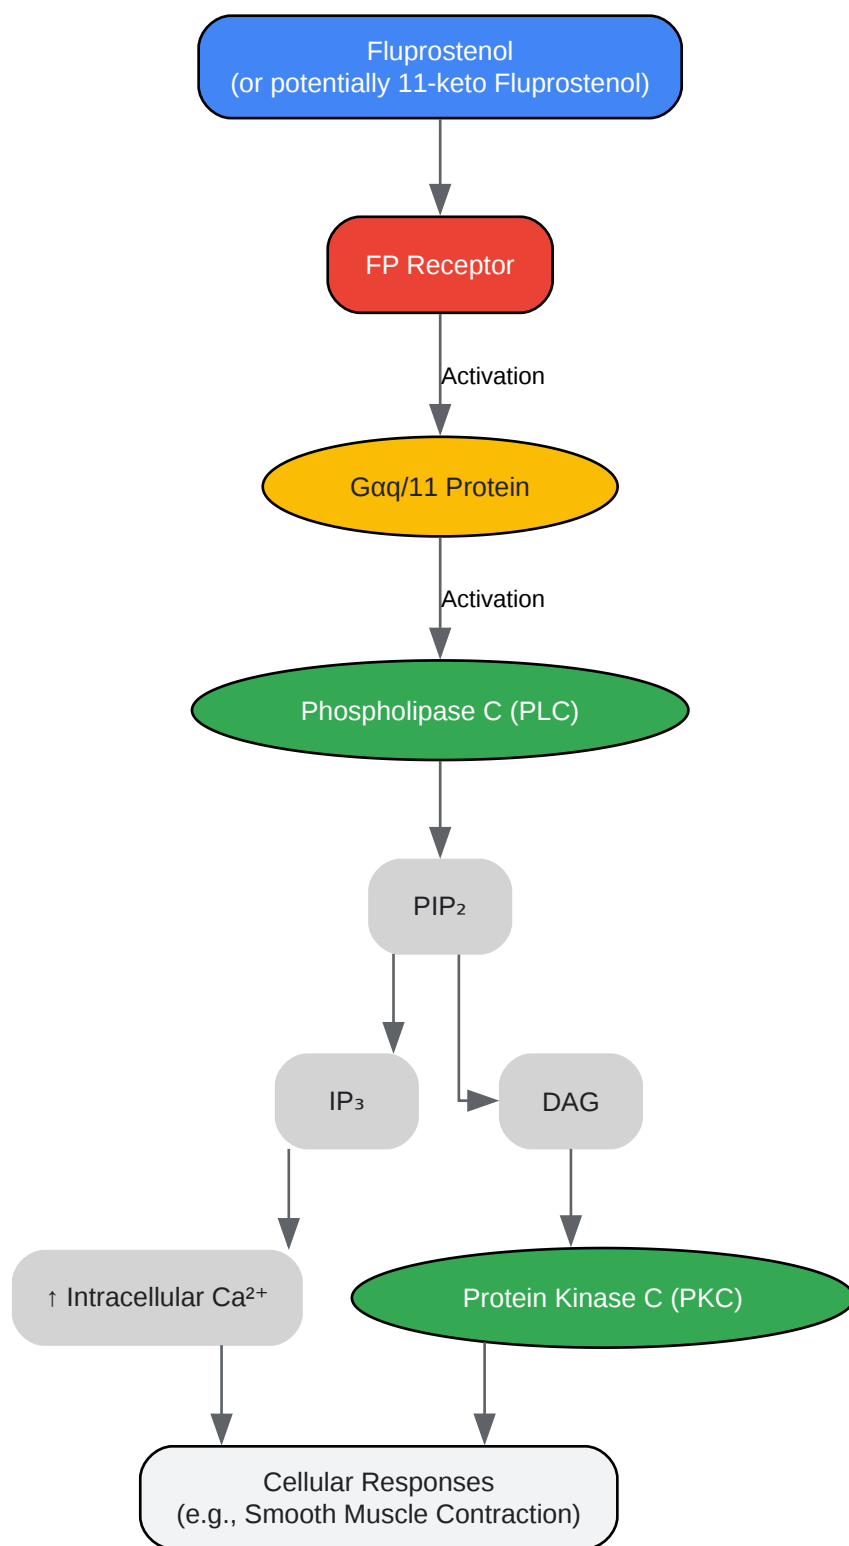 Fluprostenol
(or potentially 11-keto Fluprostenol)
FP Receptor
Activation
Gαq/11 Protein
Activation
Phospholipase C (PLC)
PIP₂
IP₃
DAG
↑ Intracellular Ca²⁺
Protein Kinase C (PKC)
Cellular Responses
(e.g., Smooth Muscle Contraction)